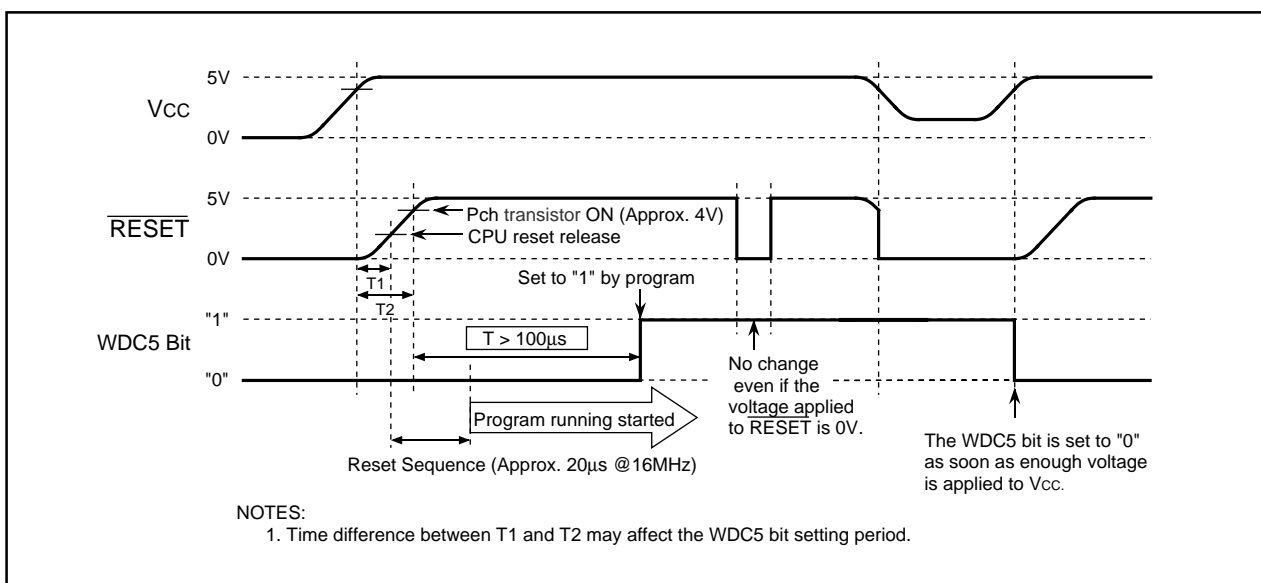 5V
VCC
0V
5V
RESET
Pch transistor ON (Approx. 4V)
CPU reset release
0V
T1
T2
Set to "1" by program
"1"
WDC5 Bit
T > 100µs
"0"
No change
even if the
voltage applied
to RESET is 0V.
Program running started
Reset Sequence (Approx. 20µs @16MHz)
The WDC5 bit is set to "0"
as soon as enough voltage
is applied to VCC.
NOTES:
1. Time difference between T1 and T2 may affect the WDC5 bit setting period.